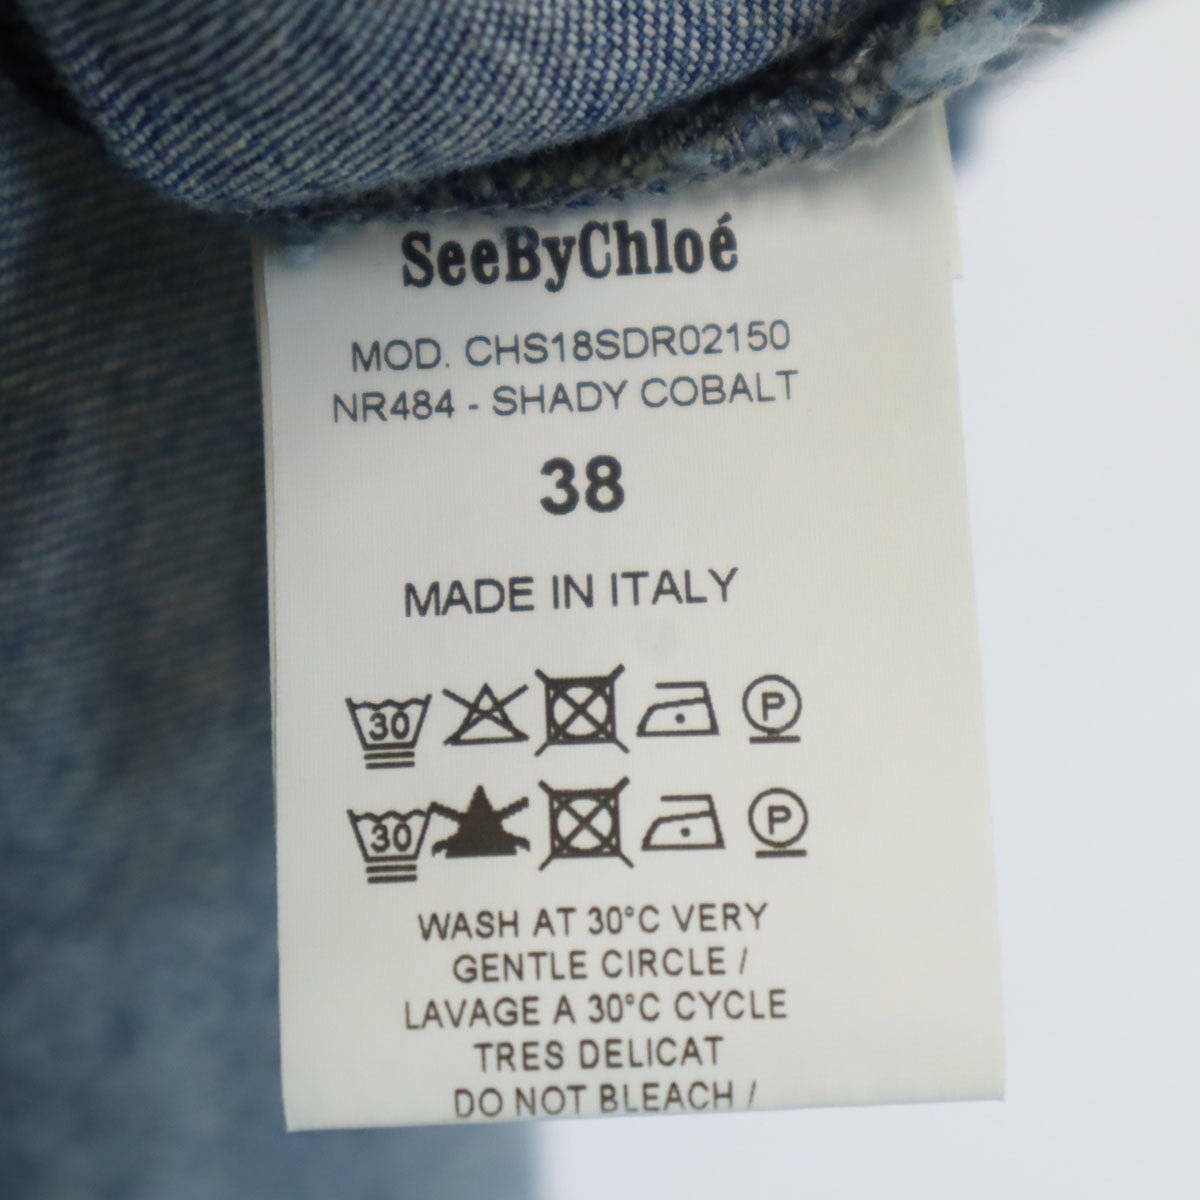 SeeByChloé
MOD. CHS18SDR02150
NR484 - SHADY COBALT
38
MADE IN ITALY
30 P
30 P
WASH AT 30°C VERY
GENTLE CIRCLE /
LAVAGE A 30°C CYCLE
TRES DELICAT
DO NOT BLEACH /